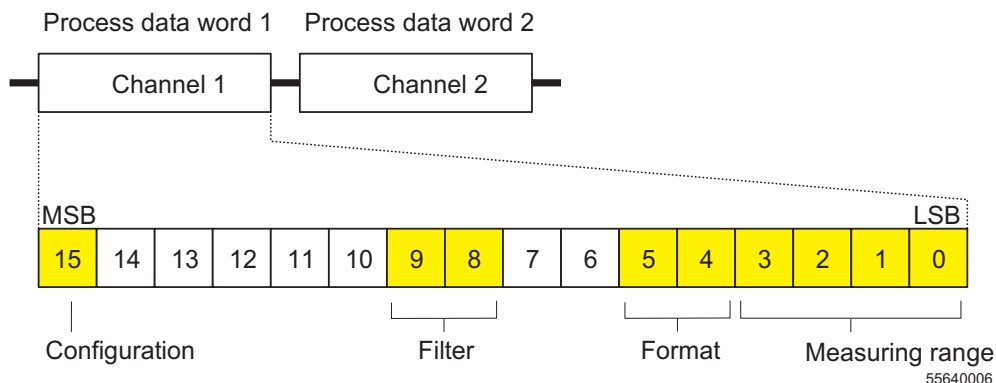 Process data word 1 Process data word 2
Channel 1 Channel 2
MSB LSB
15 14 13 12 11 10 9 8 7 6 5 4 3 2 1 0
Configuration Filter Format Measuring range
55640006